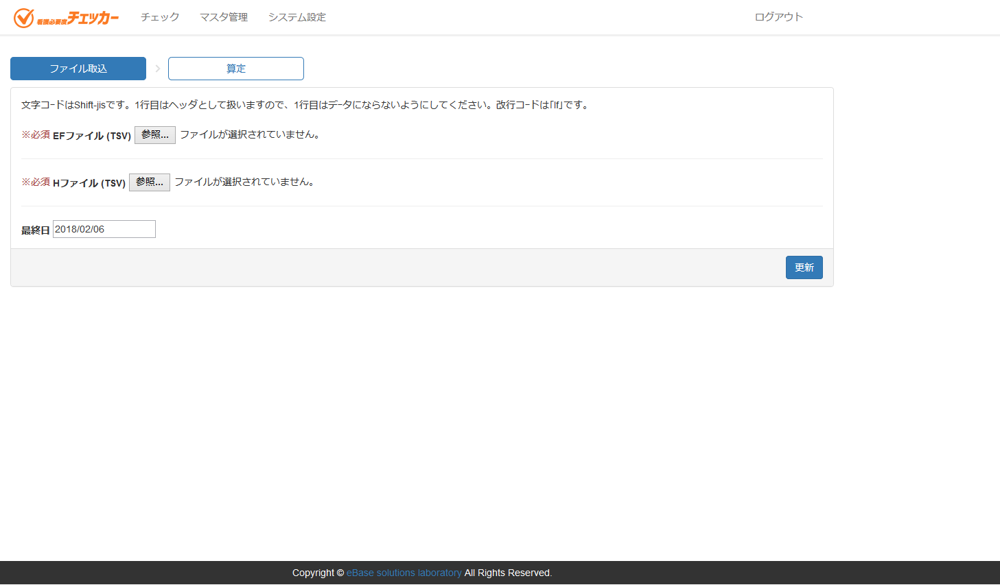 看護必要度チェッカー チェック マスタ管理 システム設定 ログアウト
ファイル取込 算定
文字コードはShift-jisです。1行目はヘッダとして扱いますので、1行目はデータにならないようにしてください。改行コードは｢lf｣です。
※必須 EFファイル (TSV) 参照... ファイルが選択されていません。
※必須 Hファイル (TSV) 参照... ファイルが選択されていません。
最終日 2018/02/06
更新
Copyright © eBase solutions laboratory All Rights Reserved.